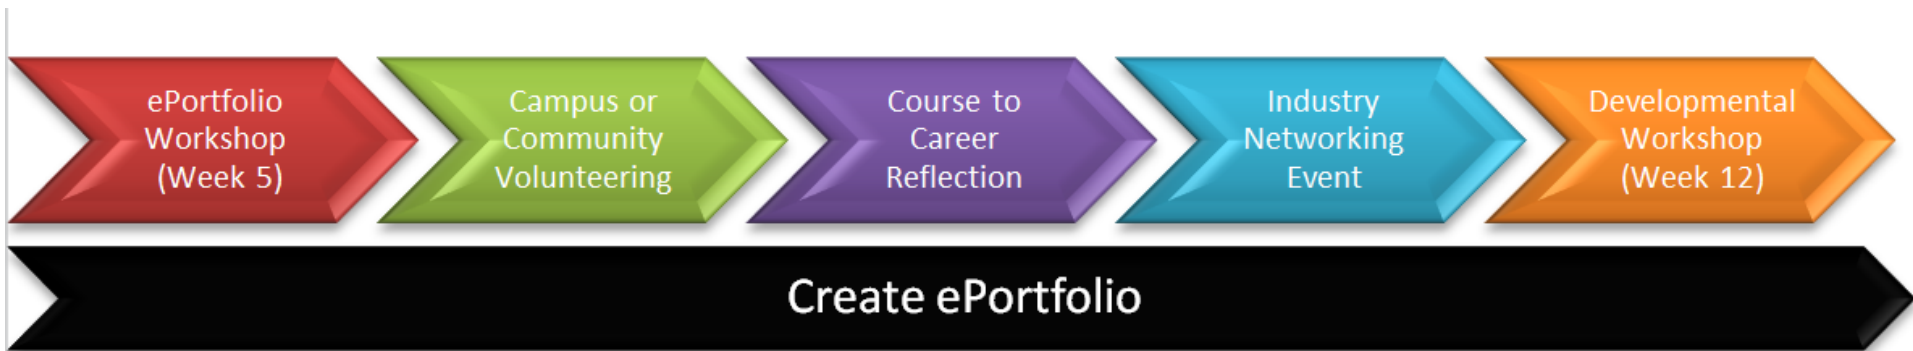 ePortfolio
Workshop
(Week 5)
Campus or
Community
Volunteering
Course to
Career
Reflection
Industry
Networking
Event
Developmental
Workshop
(Week 12)
Create ePortfolio